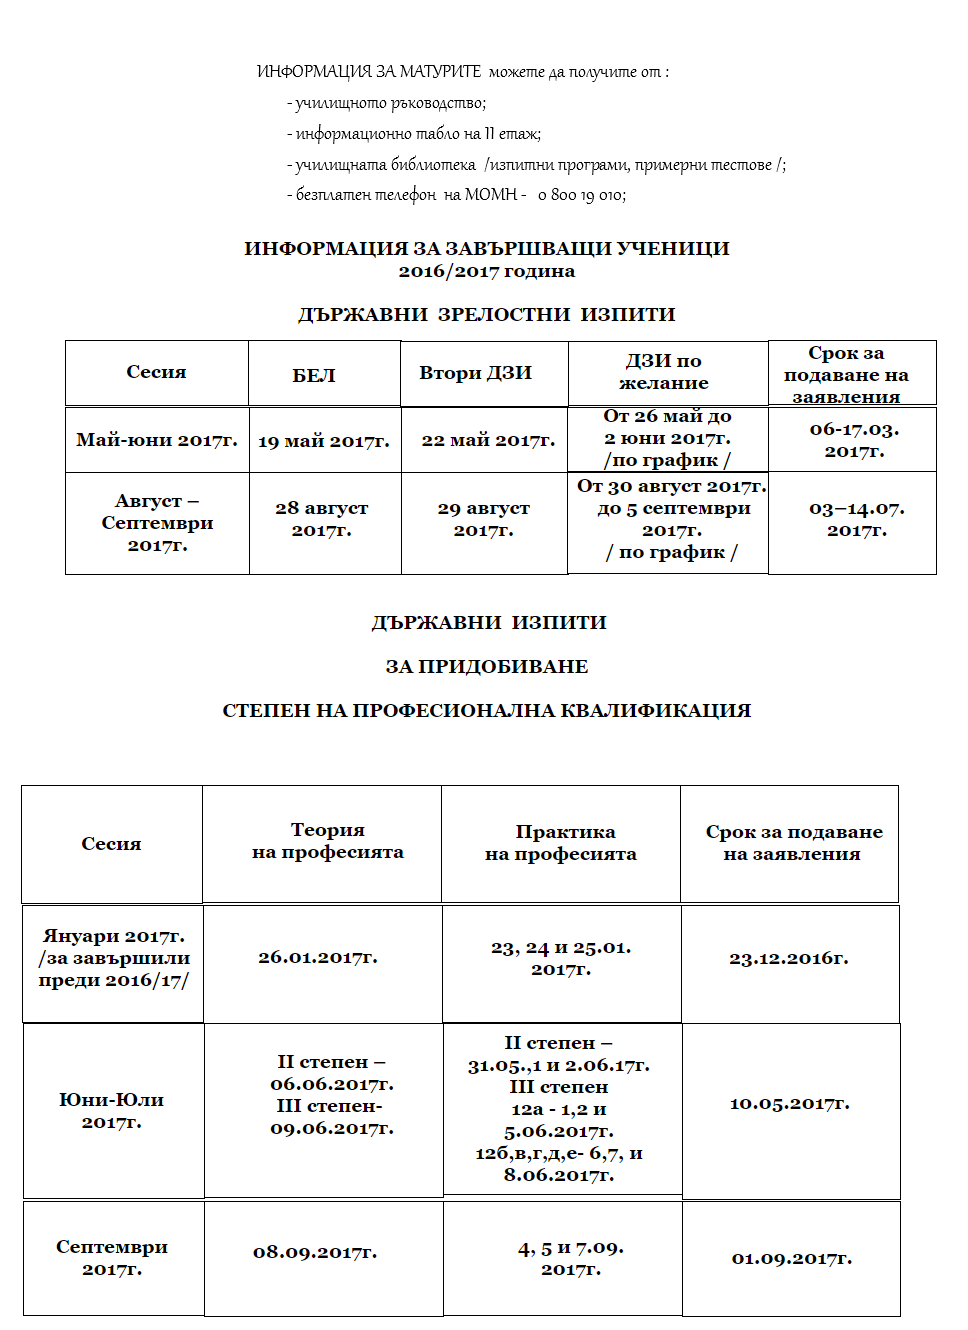 ИНФОРМАЦИЯ ЗА МАТУРИТЕ можете да получите от :
- училищното ръководство;
- информационно табло на II етаж;
- училищната библиотека /изпитни програми, примерни тестове /;
- безплатен телефон на МОМН - 0 800 19 010;
ИНФОРМАЦИЯ ЗА ЗАВЪРШВАЩИ УЧЕНИЦИ
2016/2017 година
ДЪРЖАВНИ ЗРЕЛОСТНИ ИЗПИТИ
Сесия
БЕЛ
Втори ДЗИ
ДЗИ по
желание
Срок за
подаване на
заявления
Май-юни 2017г.
19 май 2017г.
22 май 2017г.
От 26 май до
2 юни 2017г.
/по график /
06-17.03.
2017г.
Август –
Септември
2017г.
28 август
2017г.
29 август
2017г.
От 30 август 2017г.
до 5 септември
2017г.
/ по график /
03–14.07.
2017г.
ДЪРЖАВНИ ИЗПИТИ
ЗА ПРИДОБИВАНЕ
СТЕПЕН НА ПРОФЕСИОНАЛНА КВАЛИФИКАЦИЯ
Сесия
Теория
на професията
Практика
на професията
Срок за подаване
на заявления
Януари 2017г.
/за завършили
преди 2016/17/
26.01.2017г.
23, 24 и 25.01.
2017г.
23.12.2016г.
Юни-Юли
2017г.
II степен –
06.06.2017г.
III степен-
09.06.2017г.
II степен –
31.05.,1 и 2.06.17г.
III степен
12а - 1,2 и
5.06.2017г.
12б,в,г,д,е- 6,7, и
8.06.2017г.
10.05.2017г.
Септември
2017г.
08.09.2017г.
4, 5 и 7.09.
2017г.
01.09.2017г.